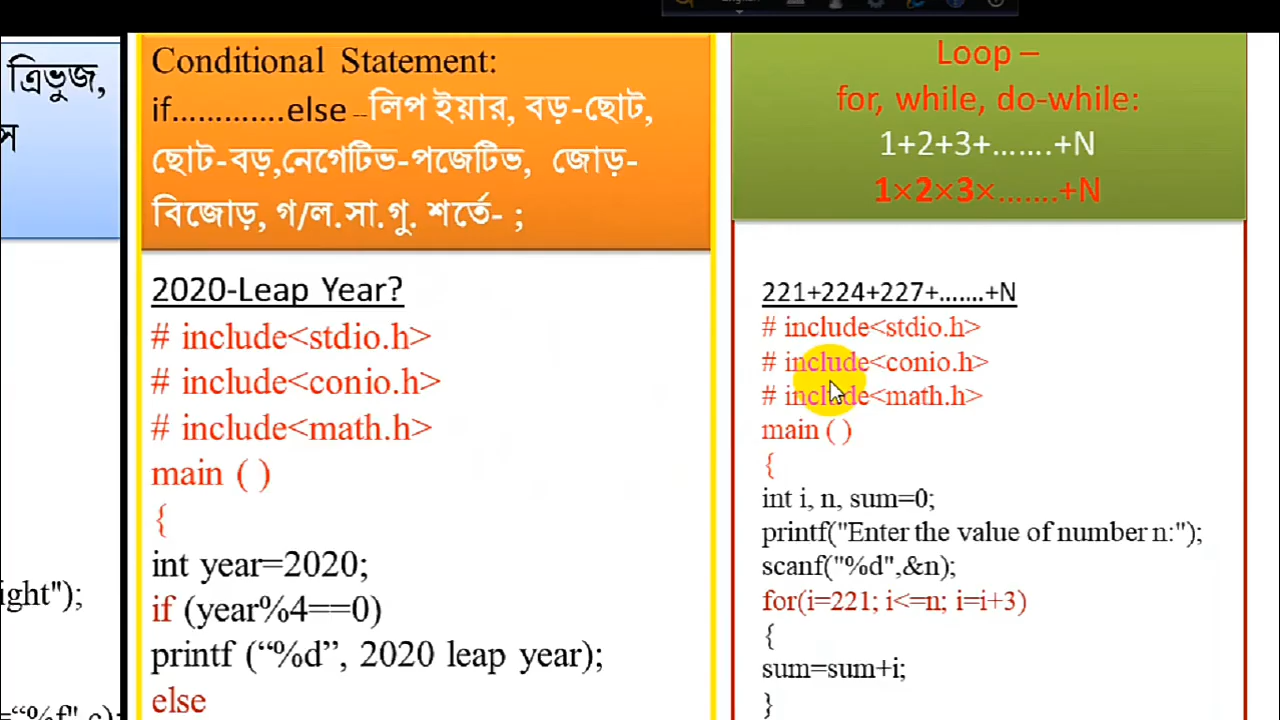 ত্রিভুজ,
স
ight");
Conditional Statement:
if.............else --লিপ ইয়ার, বড়-ছোট,
ছোট-বড়,নেগেটিভ-পজেটিভ, জোড়-
বিজোড়, গ/ল.সা.গু. শর্তে- ;
2020-Leap Year?
# include<stdio.h>
# include<conio.h>
# include<math.h>
main ( )
{
int year=2020;
if (year%4==0)
printf (“%d”, 2020 leap year);
else
Loop –
for, while, do-while:
1+2+3+.......+N
1×2×3×.......+N
221+224+227+.......+N
# include<stdio.h>
# include<conio.h>
# include<math.h>
main ( )
{
int i, n, sum=0;
printf("Enter the value of number n:");
scanf("%d",&n);
for(i=221; i<=n; i=i+3)
{
sum=sum+i;
}